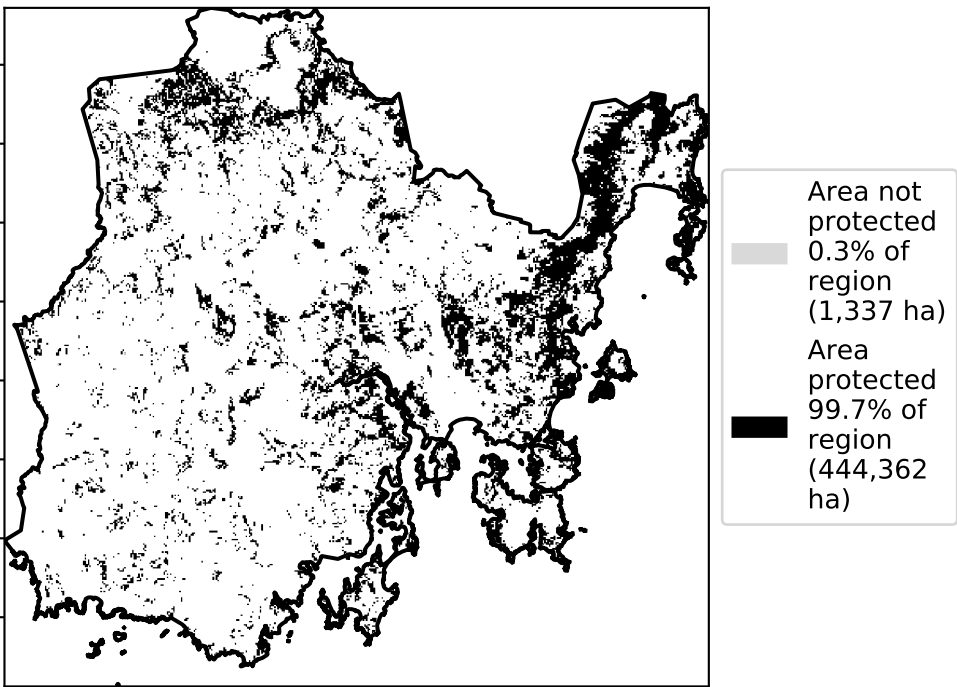 Area not
protected
0.3% of
region
(1,337 ha)
Area
protected
99.7% of
region
(444,362
ha)